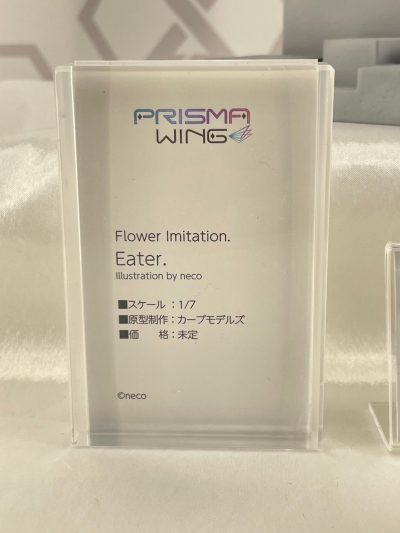 PRISMA
WING
Flower Imitation.
Eater.
Illustration by neco
■スケール：1/7
■原型制作：カープモデルズ
■価　　格：未定
©neco